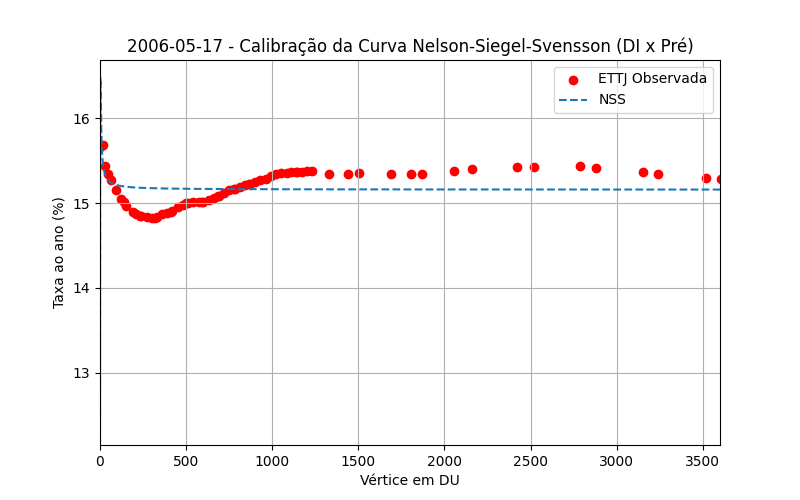 2006-05-17 - Calibração da Curva Nelson-Siegel-Svensson (DI x Pré)
ETTJ Observada
NSS
Taxa ao ano (%)
16
15
14
13
0 500 1000 1500 2000 2500 3000 3500
Vértice em DU